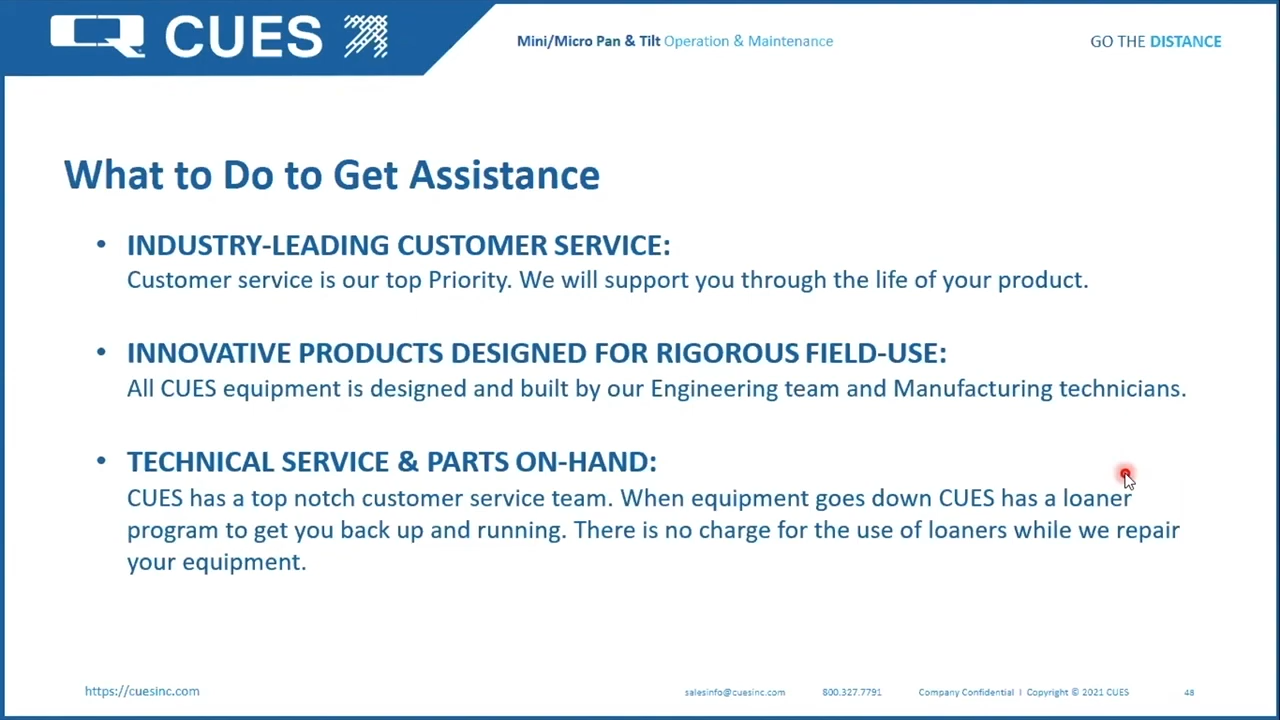 CUES
Mini/Micro Pan & Tilt Operation & Maintenance
GO THE DISTANCE
What to Do to Get Assistance
• INDUSTRY-LEADING CUSTOMER SERVICE:
Customer service is our top Priority. We will support you through the life of your product.
• INNOVATIVE PRODUCTS DESIGNED FOR RIGOROUS FIELD-USE:
All CUES equipment is designed and built by our Engineering team and Manufacturing technicians.
• TECHNICAL SERVICE & PARTS ON-HAND:
CUES has a top notch customer service team. When equipment goes down CUES has a loaner
program to get you back up and running. There is no charge for the use of loaners while we repair
your equipment.
https://cuesinc.com
salesinfo@cuesinc.com
800.327.7791
Company Confidential I Copyright © 2021 CUES
48